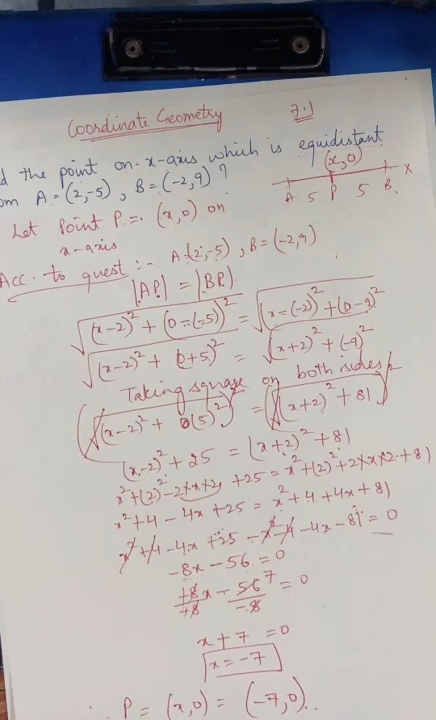 Coordinate Geometry 7.1
d the point on x-axis which is equidistant
om A = (2,-5), B = (-2,9) ?
(x,0)
A 5 P 5 B. X
Let Point P = (x,0) on
x-axis
Acc. to quest :- A(2,-5), B = (-2,9)
|AP| = |BP|
√(x-2)² + (0-(-5))² = √(x-(-2))² + (0-9)²
√(x-2)² + (0+5)² = √(x+2)² + (-9)²
Taking square on both sides
(√(x-2)² + (5)²)² = (√(x+2)² + 81)²
(x-2)² + 25 = (x+2)² + 81
x² + (2)² - 2×x×2 + 25 = x² + (2)² + 2×x×2 + 81
x² + 4 - 4x + 25 = x² + 4 + 4x + 81
x² + 4 - 4x + 25 - x² - 4 - 4x - 81 = 0
-8x - 56 = 0
+8x/+8 - 56/-8 7 = 0
x + 7 = 0
x = -7
∴ P = (x,0) = (-7,0).